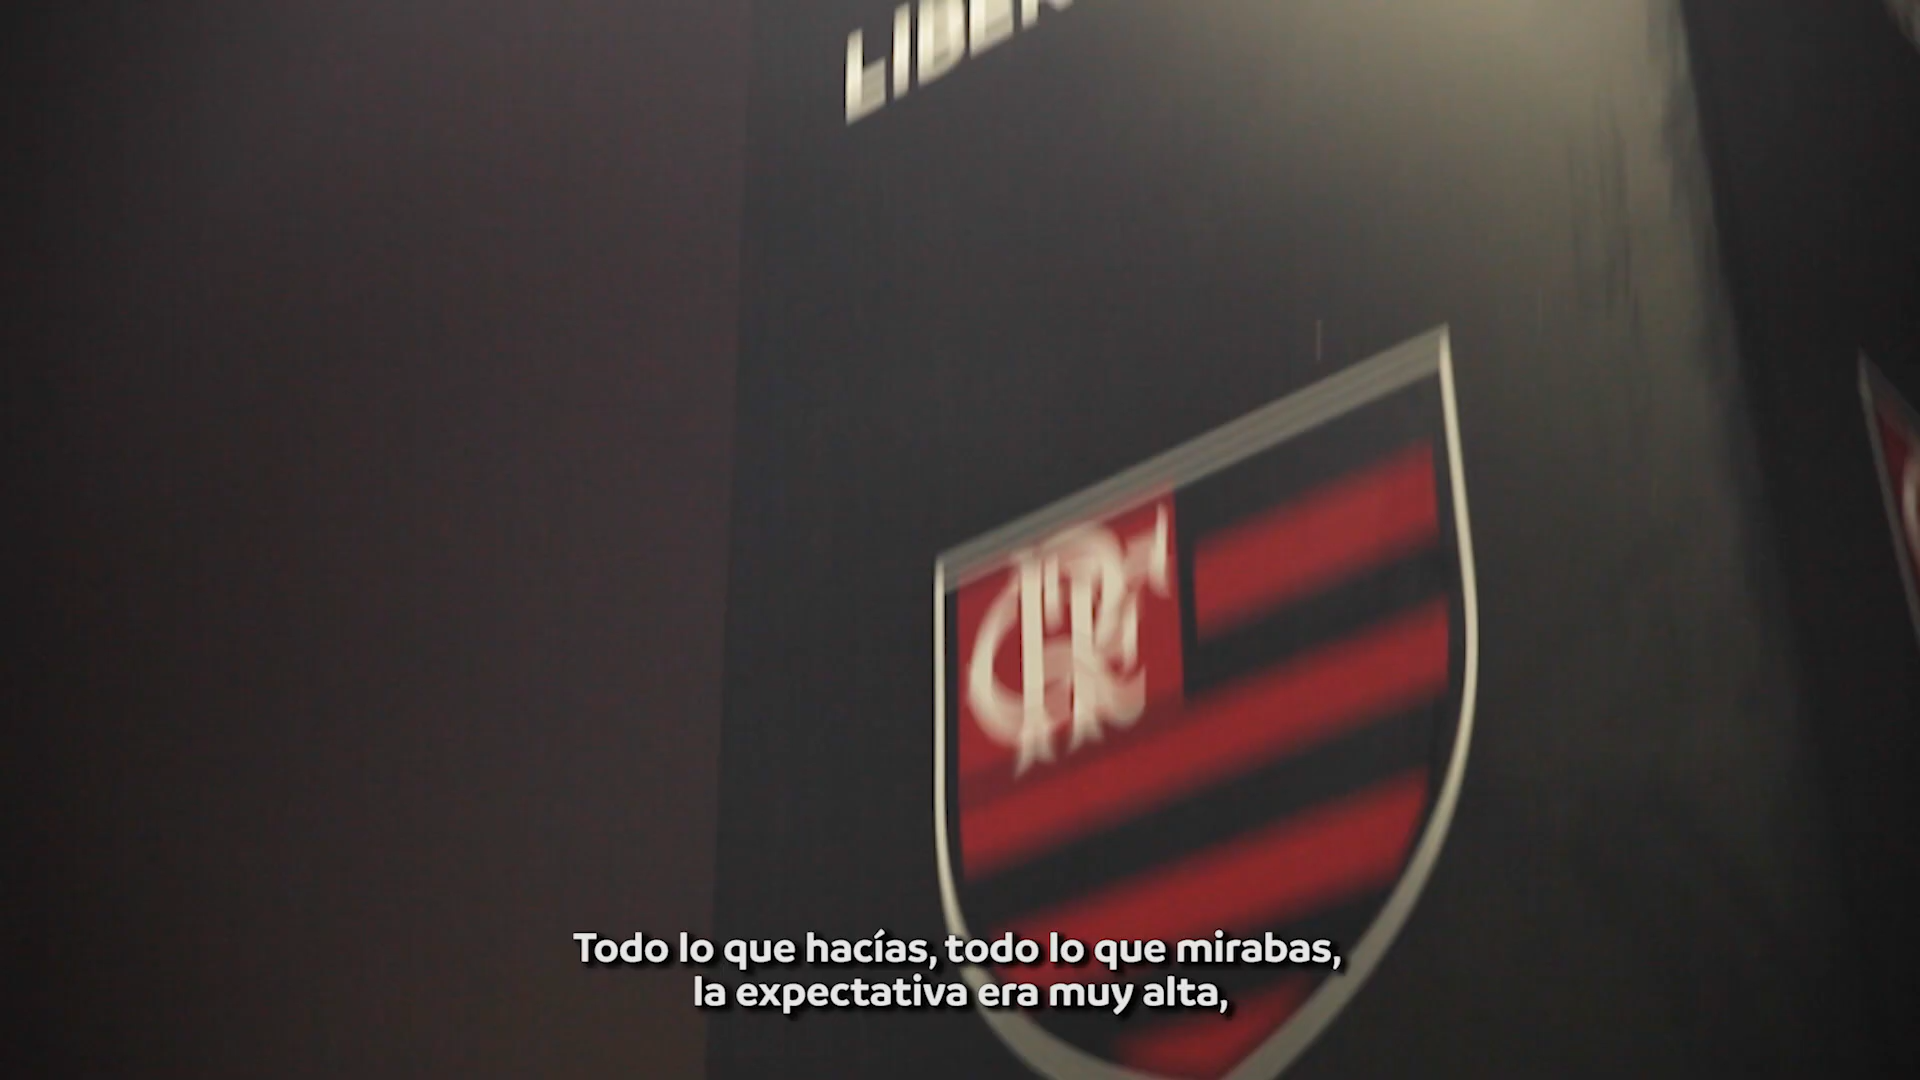 Todo lo que hacías, todo lo que mirabas,
la expectativa era muy alta,